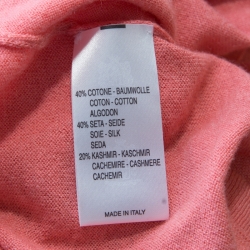 40% COTONE - BAUMWOLLE
COTON - COTTON
ALGODON
40% SETA - SEIDE
SOIE - SILK
SEDA
20% KASHMIR - KASCHMIR
CACHEMIRE - CASHMERE
CACHEMIR
MADE IN ITALY